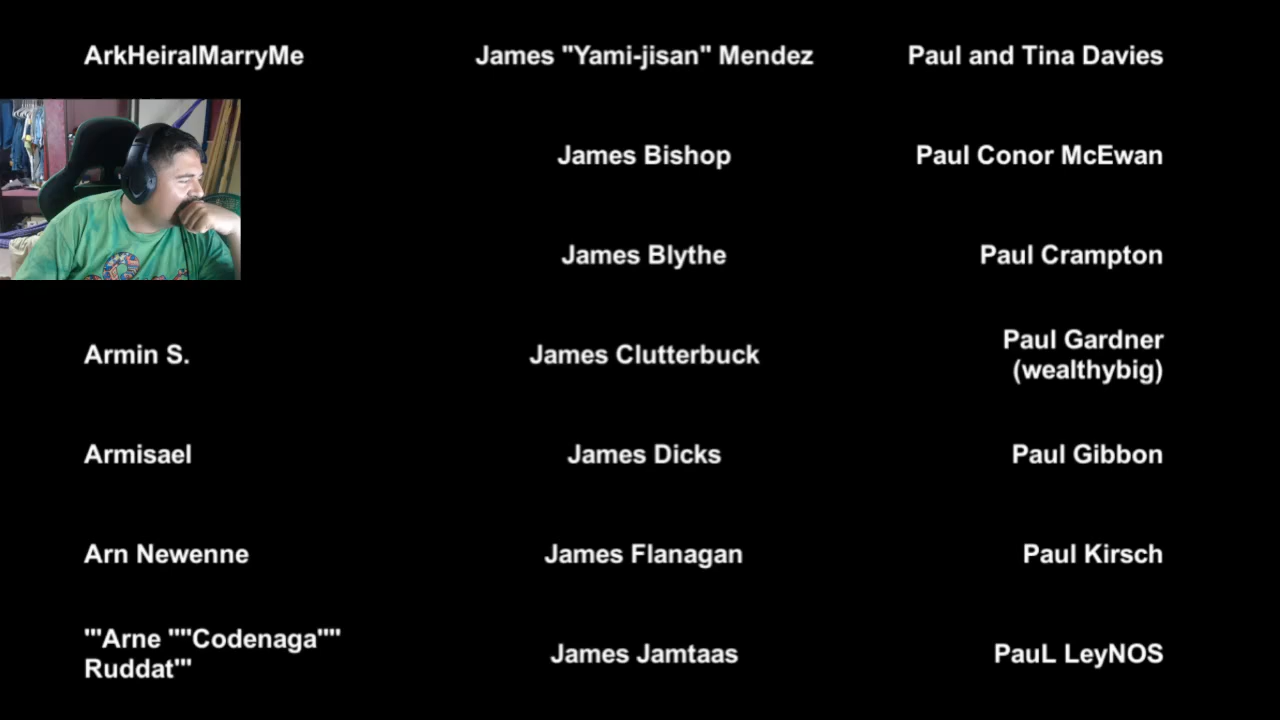 ArkHeiralMarryMe
James "Yami-jisan" Mendez
Paul and Tina Davies
James Bishop
Paul Conor McEwan
James Blythe
Paul Crampton
Armin S.
James Clutterbuck
Paul Gardner
(wealthybig)
Armisael
James Dicks
Paul Gibbon
Arn Newenne
James Flanagan
Paul Kirsch
'"Arne ""Codenaga""
Ruddat"'
James Jamtaas
PauL LeyNOS